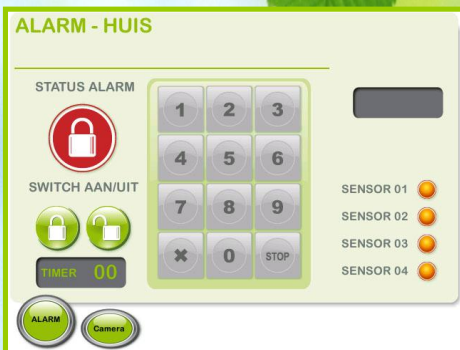 ALARM - HUIS
STATUS ALARM
1 2 3
4 5 6
7 8 9
✖ 0 STOP
SWITCH AAN/UIT
TIMER 00
SENSOR 01
SENSOR 02
SENSOR 03
SENSOR 04
ALARM
Camera